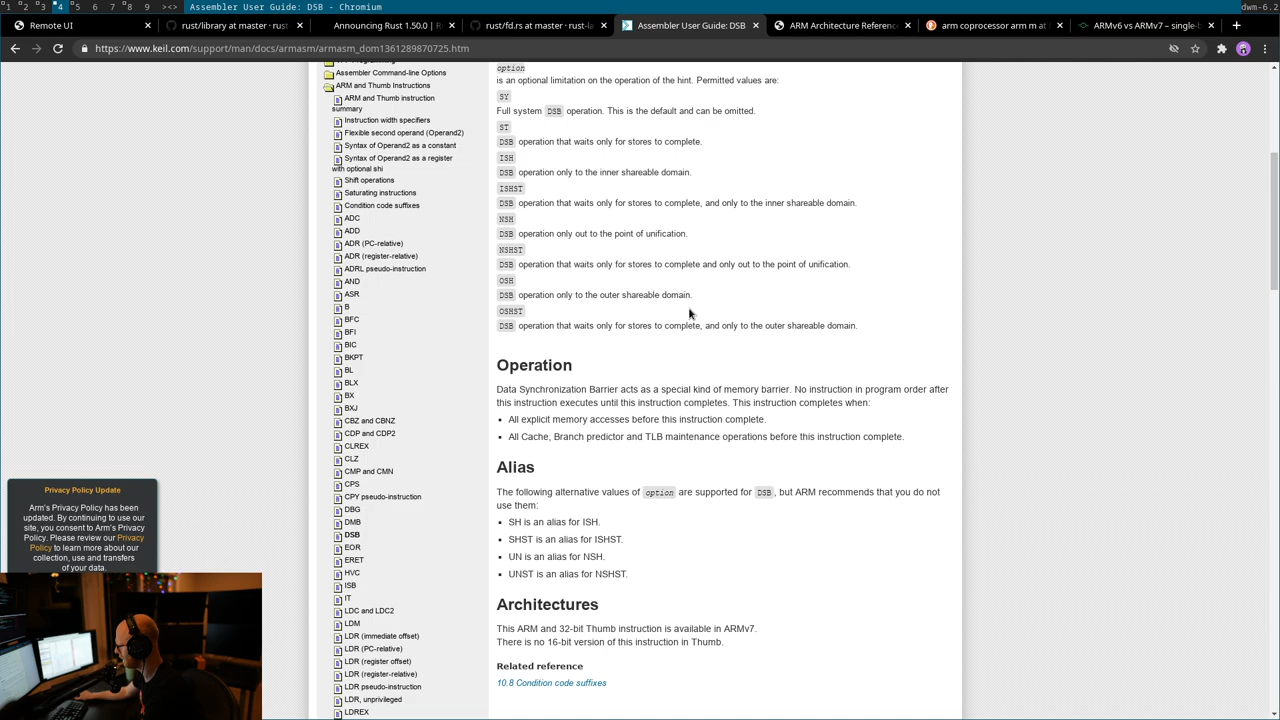 1 2 3 4 5 6 7 8 9 [>><> Assembler User Guide: DSB - Chromium
dwm-6.2
Remote UI
rust/library at master · rust
Announcing Rust 1.50.0 | R
rust/fd.rs at master · rust-la
Assembler User Guide: DSB
ARM Architecture Referenc
arm coprocessor arm m at
ARMv6 vs ARMv7 – single
https://www.keil.com/support/man/docs/armasm/armasm_dom1361289870725.htm
Assembler Command-line Options
ARM and Thumb Instructions
ARM and Thumb instruction
summary
Instruction width specifiers
Flexible second operand (Operand2)
Syntax of Operand2 as a constant
Syntax of Operand2 as a register
with optional shi
Shift operations
Saturating instructions
Condition code suffixes
ADC
ADD
ADR (PC-relative)
ADR (register-relative)
ADRL pseudo-instruction
AND
ASR
B
BFC
BFI
BIC
BKPT
BL
BLX
BX
BXJ
CBZ and CBNZ
CDP and CDP2
CLREX
CLZ
CMP and CMN
CPS
CPY pseudo-instruction
DBG
DMB
DSB
EOR
ERET
HVC
ISB
IT
LDC and LDC2
LDM
LDR (immediate offset)
LDR (PC-relative)
LDR (register offset)
LDR (register-relative)
LDR pseudo-instruction
LDR, unprivileged
LDREX
option
is an optional limitation on the operation of the hint. Permitted values are:
SY
Full system DSB operation. This is the default and can be omitted.
ST
DSB operation that waits only for stores to complete.
ISH
DSB operation only to the inner shareable domain.
ISHST
DSB operation that waits only for stores to complete, and only to the inner shareable domain.
NSH
DSB operation only out to the point of unification.
NSHST
DSB operation that waits only for stores to complete and only out to the point of unification.
OSH
DSB operation only to the outer shareable domain.
OSHST
DSB operation that waits only for stores to complete, and only to the outer shareable domain.
Operation
Data Synchronization Barrier acts as a special kind of memory barrier. No instruction in program order after
this instruction executes until this instruction completes. This instruction completes when:
All explicit memory accesses before this instruction complete.
All Cache, Branch predictor and TLB maintenance operations before this instruction complete.
Alias
The following alternative values of option are supported for DSB, but ARM recommends that you do not
use them:
SH is an alias for ISH.
SHST is an alias for ISHST.
UN is an alias for NSH.
UNST is an alias for NSHST.
Architectures
This ARM and 32-bit Thumb instruction is available in ARMv7.
There is no 16-bit version of this instruction in Thumb.
Related reference
10.8 Condition code suffixes
Privacy Policy Update
Arm's Privacy Policy has been
updated. By continuing to use our
site, you consent to Arm's Privacy
Policy. Please review our Privacy
Policy to learn more about our
collection, use and transfers
of your data.